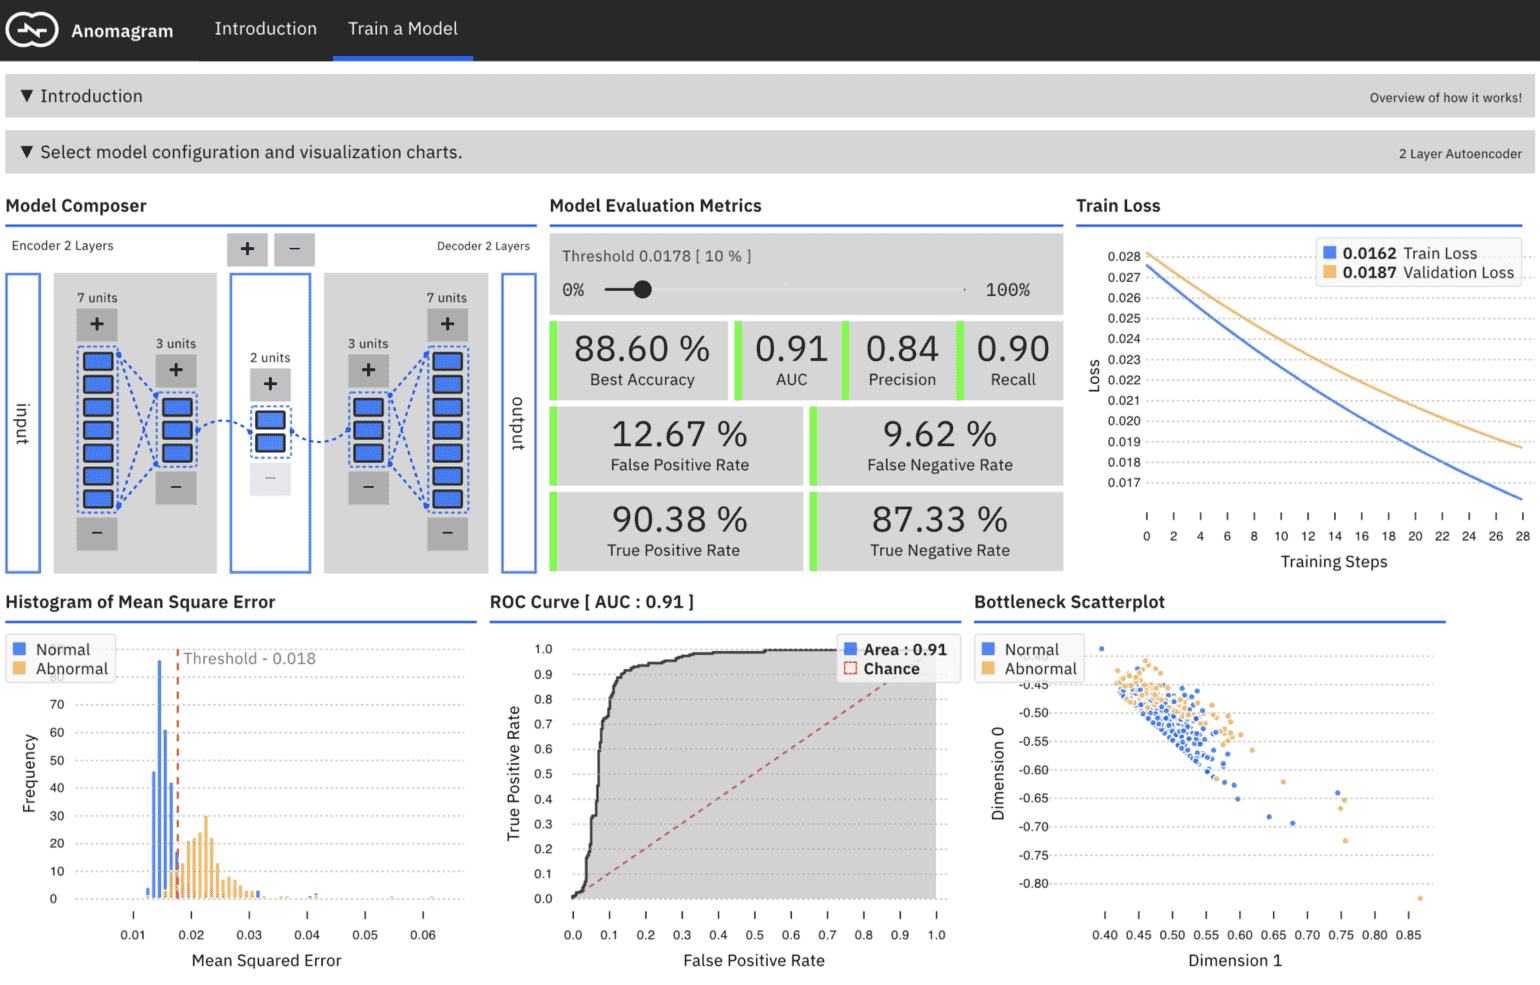 Anomagram
Introduction
Train a Model
▼ Introduction
Overview of how it works!
▼ Select model configuration and visualization charts.
2 Layer Autoencoder
Model Composer
Encoder 2 Layers
+
−
Decoder 2 Layers
input
7 units
+
−
3 units
+
−
2 units
+
−
3 units
+
−
7 units
+
−
output
Model Evaluation Metrics
Threshold 0.0178 [ 10 % ]
0%
100%
88.60 %
Best Accuracy
0.91
AUC
0.84
Precision
0.90
Recall
12.67 %
False Positive Rate
9.62 %
False Negative Rate
90.38 %
True Positive Rate
87.33 %
True Negative Rate
Train Loss
0.0162 Train Loss
0.0187 Validation Loss
0.028
0.027
0.026
0.025
0.024
0.023
0.022
0.021
0.020
0.019
0.018
0.017
Loss
0 2 4 6 8 10 12 14 16 18 20 22 24 26 28
Training Steps
Histogram of Mean Square Error
Normal
Abnormal
Threshold - 0.018
80
70
60
50
40
30
20
10
0
Frequency
0.01 0.02 0.03 0.04 0.05 0.06
Mean Squared Error
ROC Curve [ AUC : 0.91 ]
Area : 0.91
Chance
1.0
0.9
0.8
0.7
0.6
0.5
0.4
0.3
0.2
0.1
0.0
True Positive Rate
0.0 0.1 0.2 0.3 0.4 0.5 0.6 0.7 0.8 0.9 1.0
False Positive Rate
Bottleneck Scatterplot
Normal
Abnormal
-0.45
-0.50
-0.55
-0.60
-0.65
-0.70
-0.75
-0.80
Dimension 0
0.40 0.45 0.50 0.55 0.60 0.65 0.70 0.75 0.80 0.85
Dimension 1